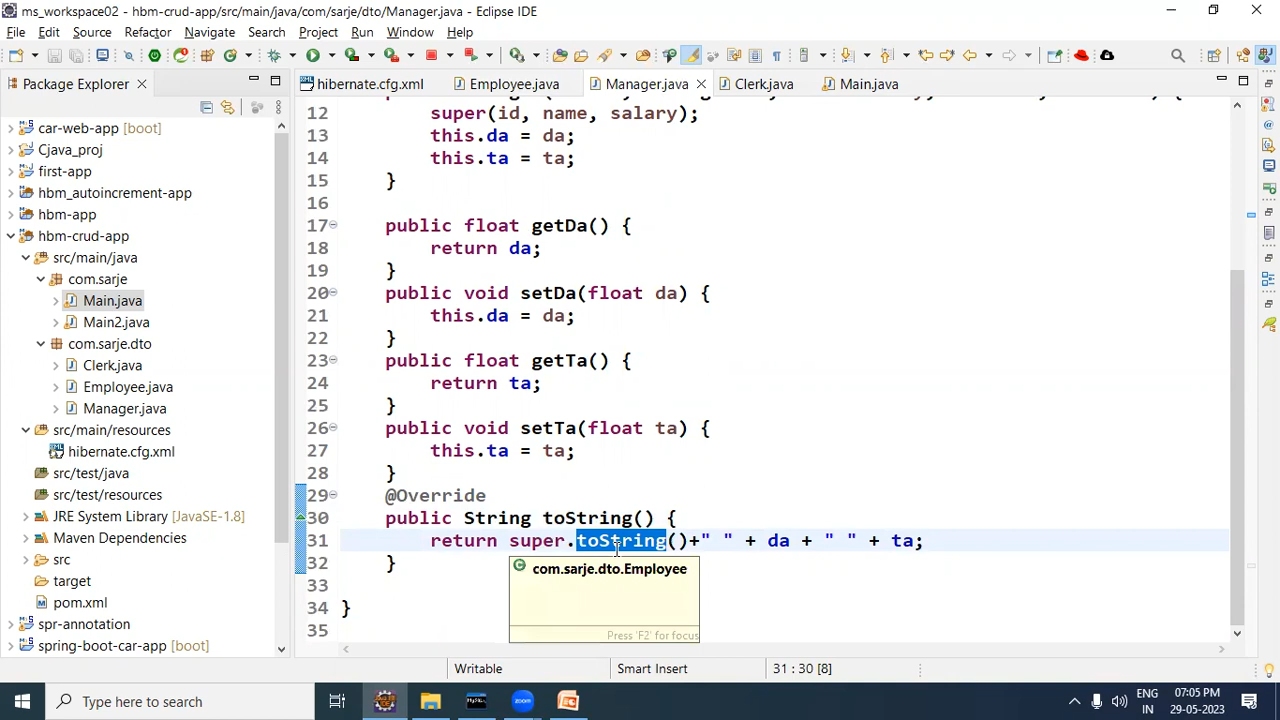 ms_workspace02 - hbm-crud-app/src/main/java/com/sarje/dto/Manager.java - Eclipse IDE
File Edit Source Refactor Navigate Search Project Run Window Help
Package Explorer
hibernate.cfg.xml Employee.java Manager.java Clerk.java Main.java
car-web-app [boot]
Cjava_proj
first-app
hbm_autoincrement-app
hbm-app
hbm-crud-app
src/main/java
com.sarje
Main.java
Main2.java
com.sarje.dto
Clerk.java
Employee.java
Manager.java
src/main/resources
hibernate.cfg.xml
src/test/java
src/test/resources
JRE System Library [JavaSE-1.8]
Maven Dependencies
src
target
pom.xml
spr-annotation
spring-boot-car-app [boot]
12 super(id, name, salary);
13 this.da = da;
14 this.ta = ta;
15 }
16
17 public float getDa() {
18 return da;
19 }
20 public void setDa(float da) {
21 this.da = da;
22 }
23 public float getTa() {
24 return ta;
25 }
26 public void setTa(float ta) {
27 this.ta = ta;
28 }
29 @Override
30 public String toString() {
31 return super.toString()+" " + da + " " + ta;
32 }
33
34 }
35
com.sarje.dto.Employee
Press 'F2' for focus
Writable Smart Insert 31 : 30 [8]
Type here to search
zoom
ENG
IN
07:05 PM
29-05-2023